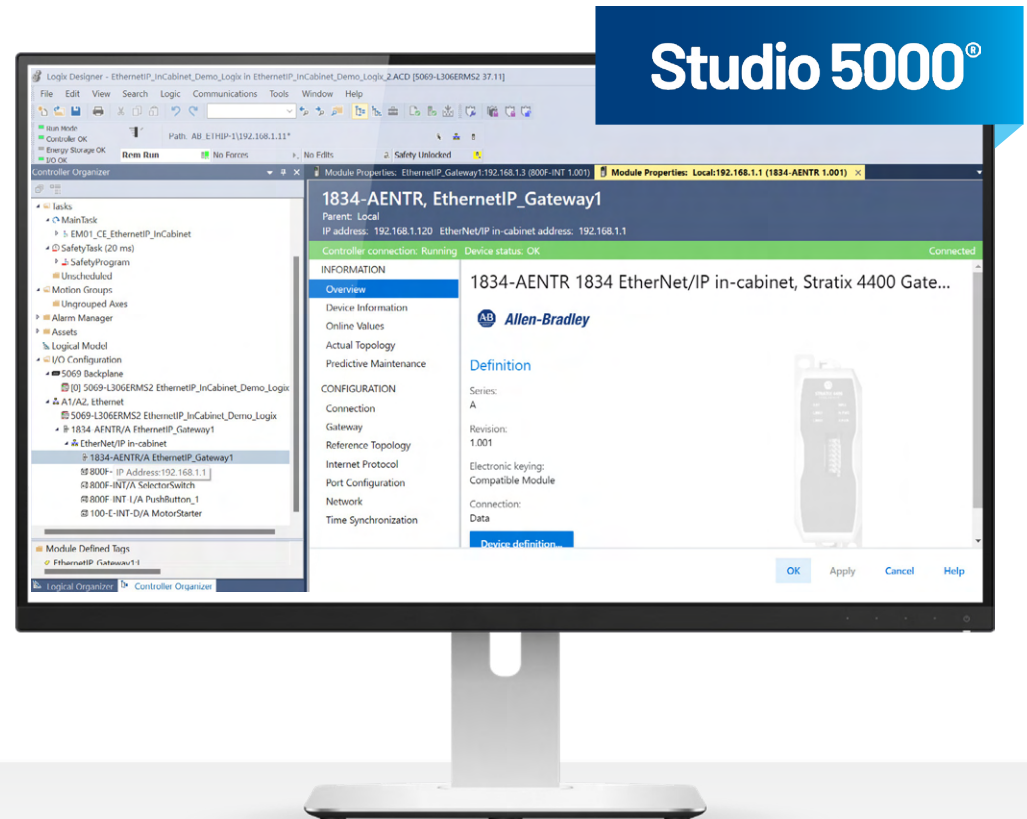 Studio 5000®
Logix Designer - EthernetIP_InCabinet_Demo_Logix in EthernetIP_InCabinet_Demo_Logix_2.ACD [5069-L306ERMS2 37.11]
File Edit View Search Logic Communications Tools Window Help
Run Mode
Controller OK
Energy Storage OK
I/O OK
Path: AB_ETHIP-1\192.168.1.11*
Rem Run
No Forces
No Edits
Safety Unlocked
Controller Organizer
Tasks
MainTask
EM01_CE_EthernetIP_InCabinet
SafetyTask (20 ms)
SafetyProgram
Unscheduled
Motion Groups
Ungrouped Axes
Alarm Manager
Assets
Logical Model
I/O Configuration
5069 Backplane
[0] 5069-L306ERMS2 EthernetIP_InCabinet_Demo_Logix
A1/A2, Ethernet
5069-L306ERMS2 EthernetIP_InCabinet_Demo_Logix
1834-AENTR/A EthernetIP_Gateway1
EtherNet/IP in-cabinet
1834-AENTR/A EthernetIP_Gateway1
800F-
IP Address:192.168.1.1
800F-INT/A SelectorSwitch
800F-INT-L/A PushButton_1
100-E-INT-D/A MotorStarter
Module Defined Tags
EthernetIP_Gateway1:I
Logical Organizer
Controller Organizer
Module Properties: EthernetIP_Gateway1:192.168.1.3 (800F-INT 1.001)
Module Properties: Local:192.168.1.1 (1834-AENTR 1.001)
1834-AENTR, EthernetIP_Gateway1
Parent: Local
IP address: 192.168.1.120 EtherNet/IP in-cabinet address: 192.168.1.1
Controller connection: Running Device status: OK
Connected
INFORMATION
Overview
Device Information
Online Values
Actual Topology
Predictive Maintenance
CONFIGURATION
Connection
Gateway
Reference Topology
Internet Protocol
Port Configuration
Network
Time Synchronization
1834-AENTR 1834 EtherNet/IP in-cabinet, Stratix 4400 Gate...
AB Allen-Bradley
Definition
Series:
A
Revision:
1.001
Electronic keying:
Compatible Module
Connection:
Data
Device definition...
OK Apply Cancel Help